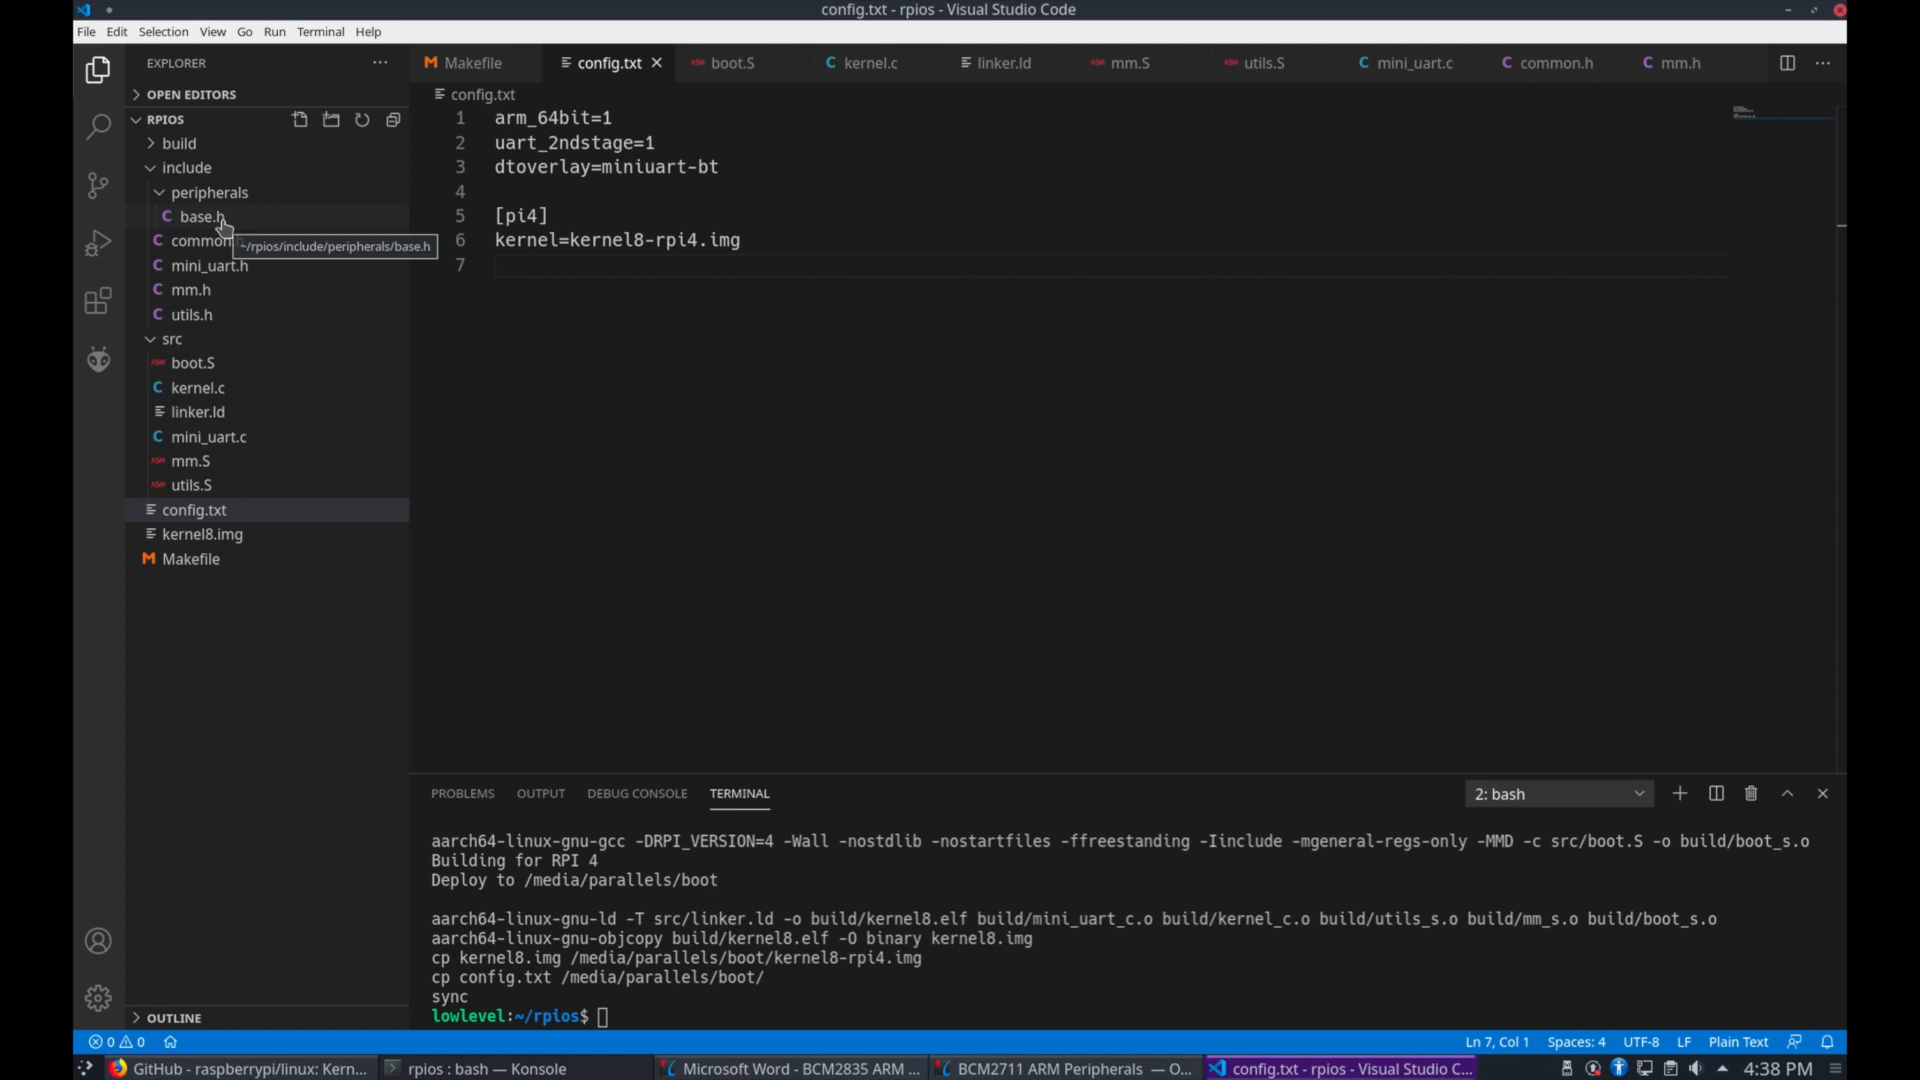 config.txt - rpios - Visual Studio Code
File Edit Selection View Go Run Terminal Help
EXPLORER
Makefile config.txt boot.S kernel.c linker.ld mm.S utils.S mini_uart.c common.h mm.h
OPEN EDITORS
RPIOS
build
include
peripherals
base.h
common
~/rpios/include/peripherals/base.h
mini_uart.h
mm.h
utils.h
src
boot.S
kernel.c
linker.ld
mini_uart.c
mm.S
utils.S
config.txt
kernel8.img
Makefile
OUTLINE
config.txt
1 arm_64bit=1
2 uart_2ndstage=1
3 dtoverlay=miniuart-bt
4
5 [pi4]
6 kernel=kernel8-rpi4.img
7
PROBLEMS OUTPUT DEBUG CONSOLE TERMINAL 2: bash
aarch64-linux-gnu-gcc -DRPI_VERSION=4 -Wall -nostdlib -nostartfiles -ffreestanding -Iinclude -mgeneral-regs-only -MMD -c src/boot.S -o build/boot_s.o
Building for RPI 4
Deploy to /media/parallels/boot
aarch64-linux-gnu-ld -T src/linker.ld -o build/kernel8.elf build/mini_uart_c.o build/kernel_c.o build/utils_s.o build/mm_s.o build/boot_s.o
aarch64-linux-gnu-objcopy build/kernel8.elf -O binary kernel8.img
cp kernel8.img /media/parallels/boot/kernel8-rpi4.img
cp config.txt /media/parallels/boot/
sync
lowlevel:~/rpios$
0 0 Ln 7, Col 1 Spaces: 4 UTF-8 LF Plain Text
GitHub - raspberrypi/linux: Kern... rpios : bash — Konsole Microsoft Word - BCM2835 ARM ... BCM2711 ARM Peripherals — O... config.txt - rpios - Visual Studio C... 4:38 PM